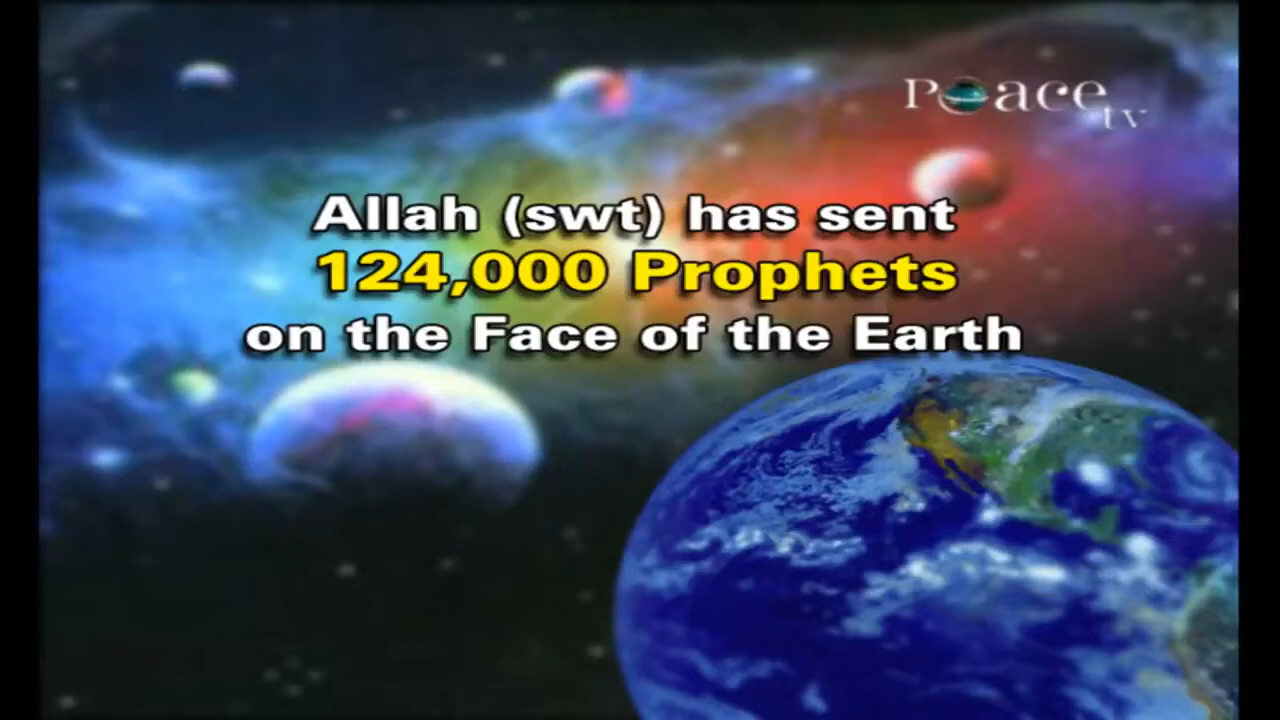 Peace
tv
Allah (swt) has sent
124,000 Prophets
on the Face of the Earth